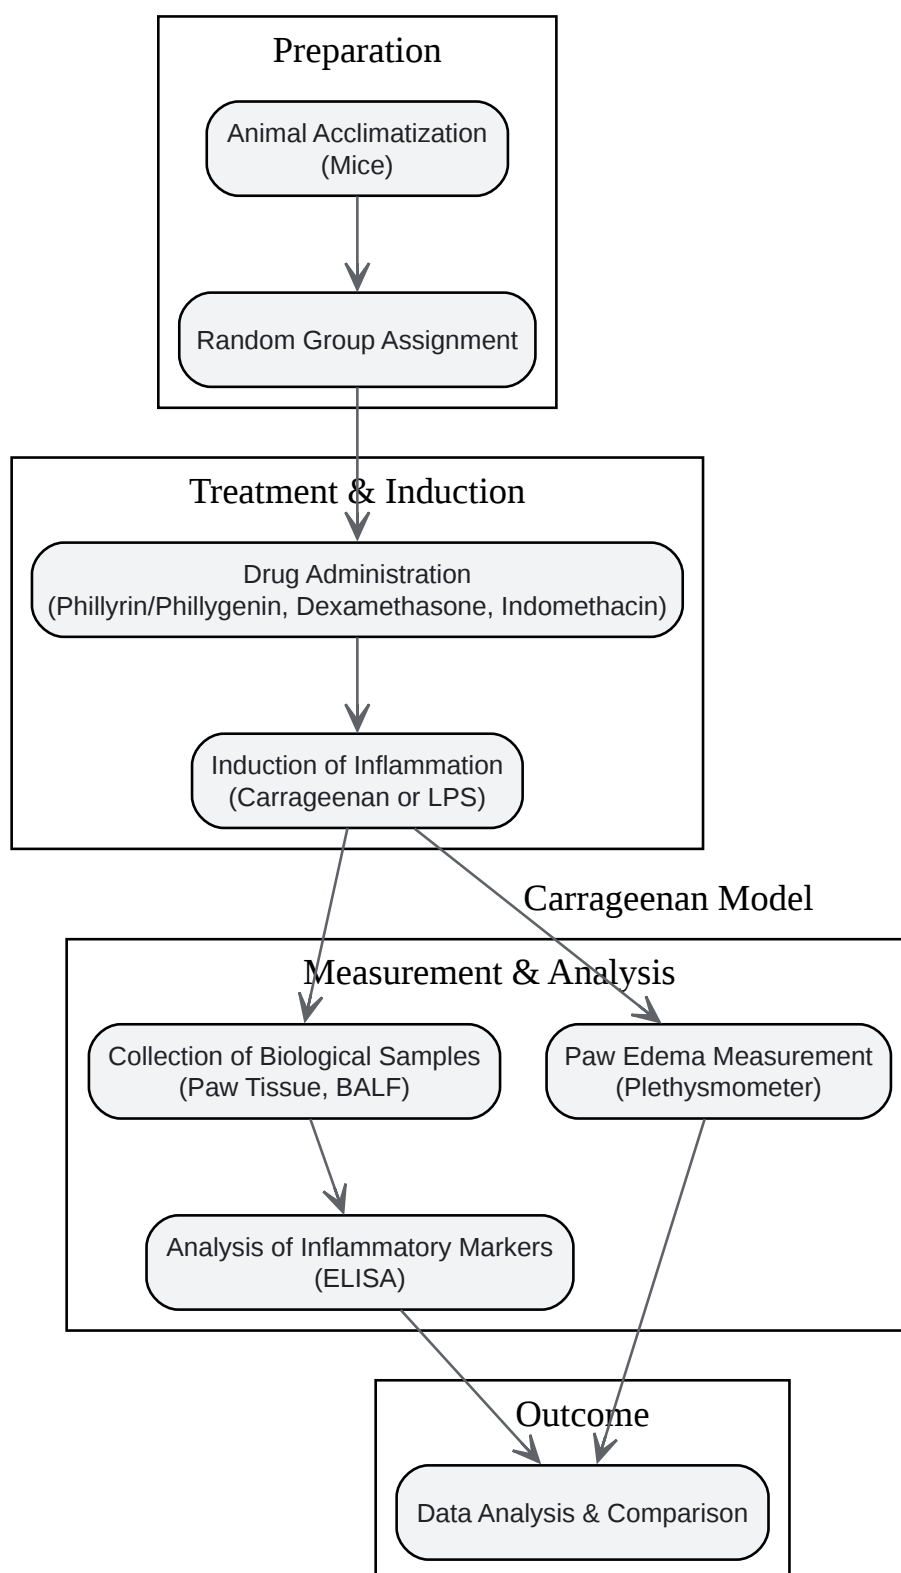 Preparation
Animal Acclimatization
(Mice)
Random Group Assignment
Treatment & Induction
Drug Administration
(Phillyrin/Phillygenin, Dexamethasone, Indomethacin)
Induction of Inflammation
(Carrageenan or LPS)
Carrageenan Model
Measurement & Analysis
Collection of Biological Samples
(Paw Tissue, BALF)
Paw Edema Measurement
(Plethysmometer)
Analysis of Inflammatory Markers
(ELISA)
Outcome
Data Analysis & Comparison